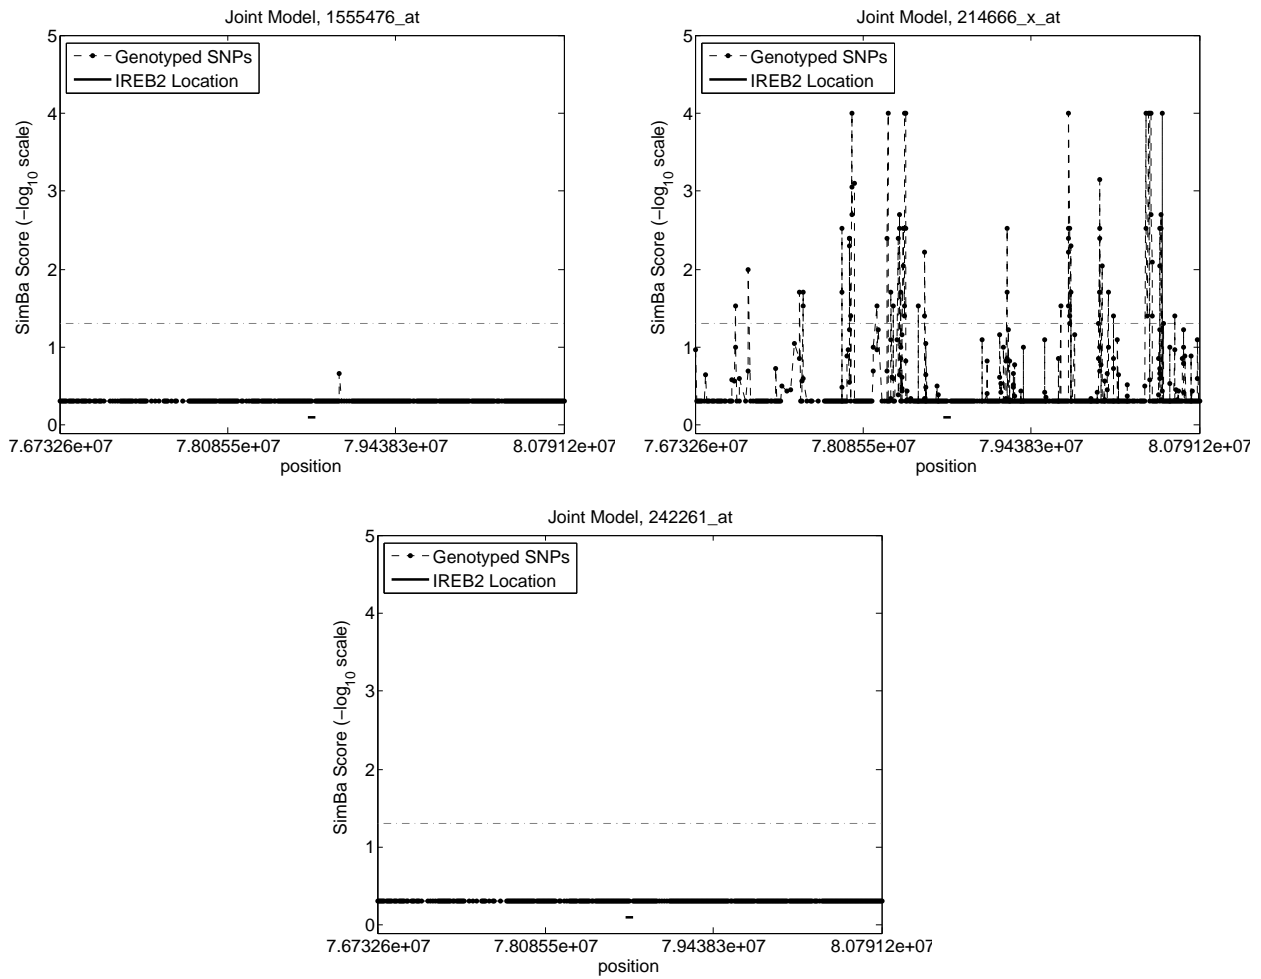 Joint Model, 1555476_at
5
4
3
2
1
0
SimBa Score (−log10 scale)
Genotyped SNPs
IREB2 Location
7.67326e+07
7.80855e+07
7.94383e+07
8.07912e+07
position
Joint Model, 214666_x_at
5
4
3
2
1
0
SimBa Score (−log10 scale)
Genotyped SNPs
IREB2 Location
7.67326e+07
7.80855e+07
7.94383e+07
8.07912e+07
position
Joint Model, 242261_at
5
4
3
2
1
0
SimBa Score (−log10 scale)
Genotyped SNPs
IREB2 Location
7.67326e+07
7.80855e+07
7.94383e+07
8.07912e+07
position